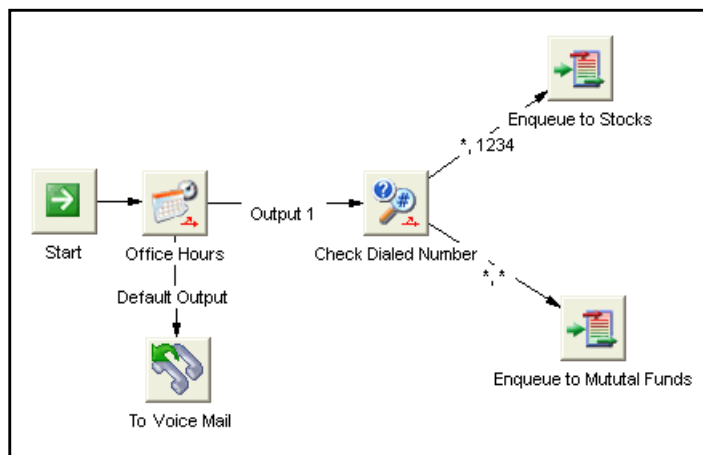 Enqueue to Stocks
*, 1234
Start
Office Hours
Output 1
Check Dialed Number
Default Output
*, *
To Voice Mail
Enqueue to Mututal Funds